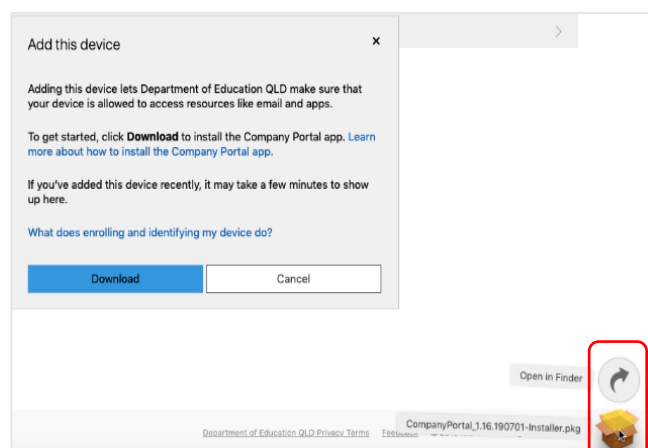 Add this device
Adding this device lets Department of Education QLD make sure that
your device is allowed to access resources like email and apps.
To get started, click Download to install the Company Portal app. Learn
more about how to install the Company Portal app.
If you've added this device recently, it may take a few minutes to show
up here.
What does enrolling and identifying my device do?
Download Cancel
Open in Finder
CompanyPortal_1.16.190701-Installer.pkg
Department of Education QLD Privacy Terms